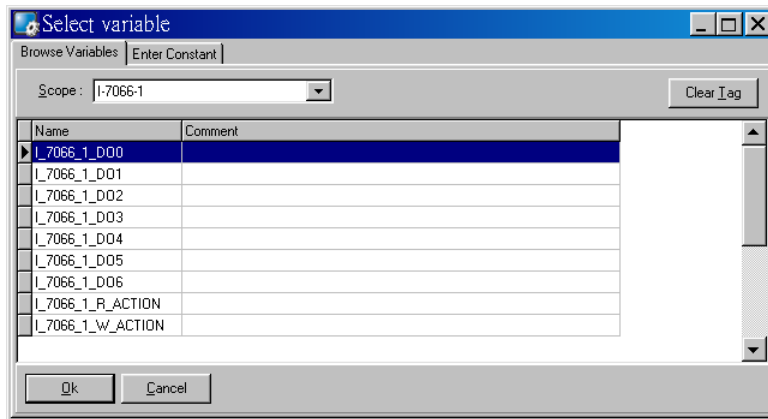 Select variable
Browse Variables Enter Constant
Scope : I-7066-1 Clear Tag
Name Comment
I_7066_1_DO0
I_7066_1_DO1
I_7066_1_DO2
I_7066_1_DO3
I_7066_1_DO4
I_7066_1_DO5
I_7066_1_DO6
I_7066_1_R_ACTION
I_7066_1_W_ACTION
Ok Cancel